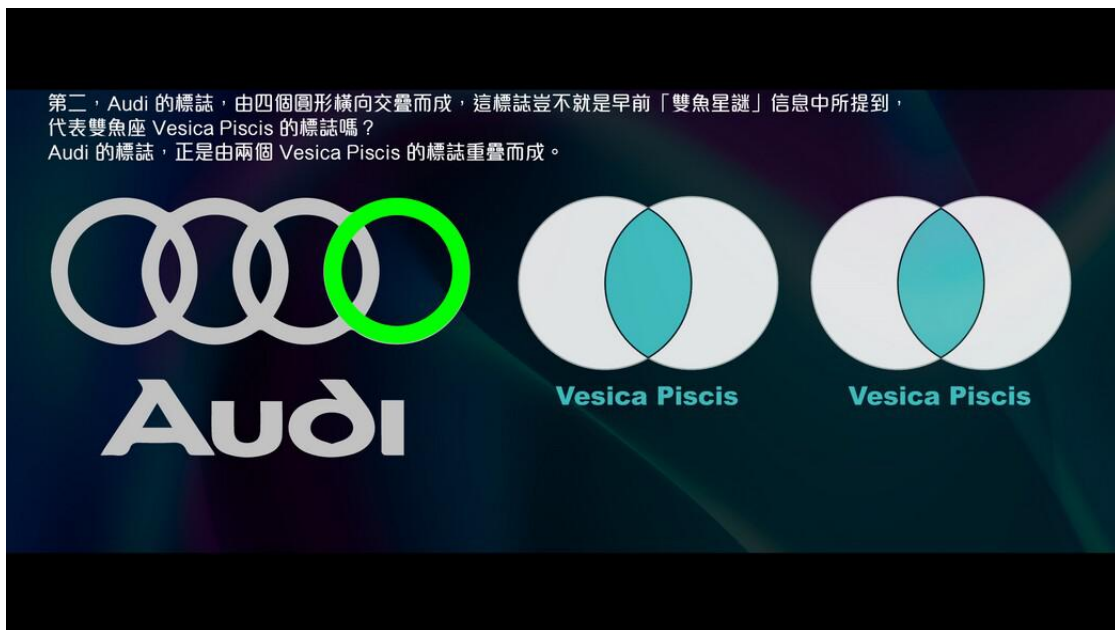 第二，Audi 的標誌，由四個圓形橫向交疊而成，這標誌豈不就是早前「雙魚星謎」信息中所提到，
代表雙魚座 Vesica Piscis 的標誌嗎？
Audi 的標誌，正是由兩個 Vesica Piscis 的標誌重疊而成。
Audi
Vesica Piscis
Vesica Piscis